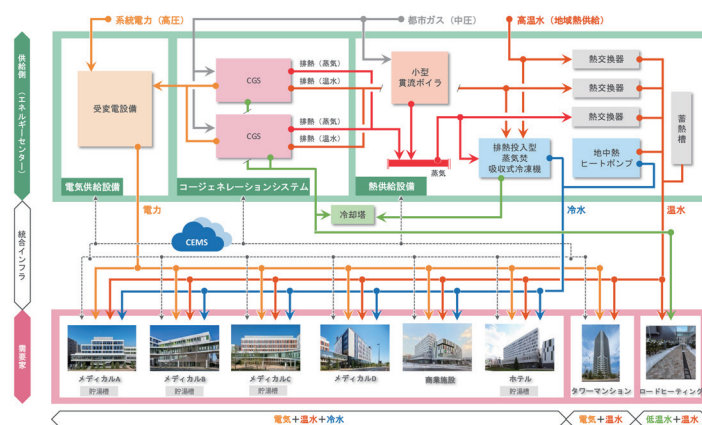 系統電力（高圧）
都市ガス（中圧）
高温水（地域熱供給）
供給側（エネルギーセンター）
受変電設備
CGS
CGS
排熱（蒸気）
排熱（温水）
排熱（蒸気）
排熱（温水）
小型
貫流ボイラ
熱交換器
熱交換器
熱交換器
蓄熱槽
蒸気
排熱投入型
蒸気焚
吸収式冷凍機
地中熱
ヒートポンプ
電気供給設備
コージェネレーションシステム
熱供給設備
電力
冷却塔
冷水
温水
統合インフラ
CEMS
需要家
メディカルA
貯湯槽
メディカルB
貯湯槽
メディカルC
貯湯槽
メディカルD
商業施設
ホテル
貯湯槽
タワーマンション
ロードヒーティング
電気＋温水＋冷水
電気＋温水
低温水＋温水